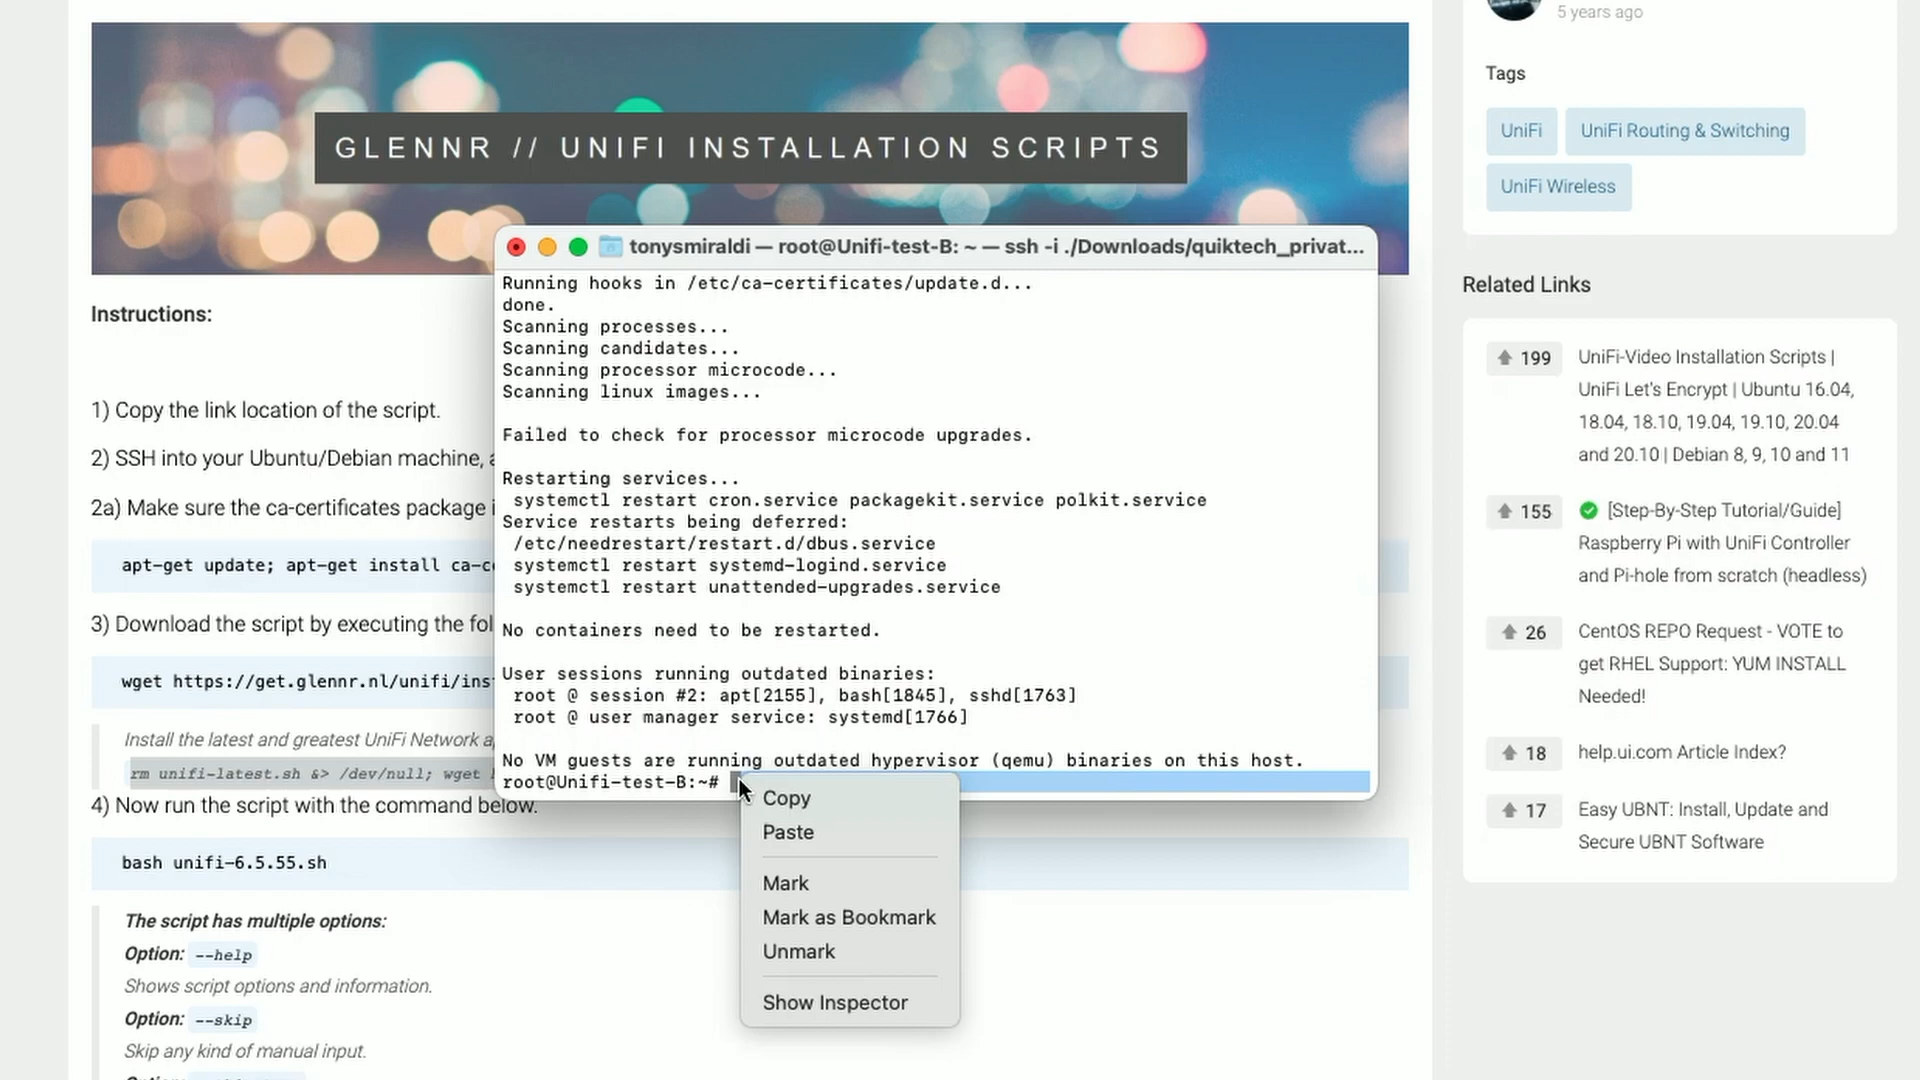 5 years ago
GLENNR // UNIFI INSTALLATION SCRIPTS
Instructions:
1) Copy the link location of the script.
2) SSH into your Ubuntu/Debian machine,
2a) Make sure the ca-certificates package
apt-get update; apt-get install
3) Download the script by executing the
wget https://get.glennr.nl/unifi/
Install the latest and greatest UniFi Network
rm unifi-latest.sh &> /dev/null; wget
4) Now run the script with the command below.
bash unifi-6.5.55.sh
The script has multiple options:
Option: --help
Shows script options and information.
Option: --skip
Skip any kind of manual input.
tonysmiraldi — root@Unifi-test-B: ~ — ssh -i ./Downloads/quiktech_privat...
Running hooks in /etc/ca-certificates/update.d...
done.
Scanning processes...
Scanning candidates...
Scanning processor microcode...
Scanning linux images...
Failed to check for processor microcode upgrades.
Restarting services...
systemctl restart cron.service packagekit.service polkit.service
Service restarts being deferred:
/etc/needrestart/restart.d/dbus.service
systemctl restart systemd-logind.service
systemctl restart unattended-upgrades.service
No containers need to be restarted.
User sessions running outdated binaries:
root @ session #2: apt[2155], bash[1845], sshd[1763]
root @ user manager service: systemd[1766]
No VM guests are running outdated hypervisor (qemu) binaries on this host.
root@Unifi-test-B:~#
Copy
Paste
Mark
Mark as Bookmark
Unmark
Show Inspector
Tags
UniFi
UniFi Routing & Switching
UniFi Wireless
Related Links
199
UniFi-Video Installation Scripts |
UniFi Let's Encrypt | Ubuntu 16.04,
18.04, 18.10, 19.04, 19.10, 20.04
and 20.10 | Debian 8, 9, 10 and 11
155
[Step-By-Step Tutorial/Guide]
Raspberry Pi with UniFi Controller
and Pi-hole from scratch (headless)
26
CentOS REPO Request - VOTE to
get RHEL Support: YUM INSTALL
Needed!
18
help.ui.com Article Index?
17
Easy UBNT: Install, Update and
Secure UBNT Software